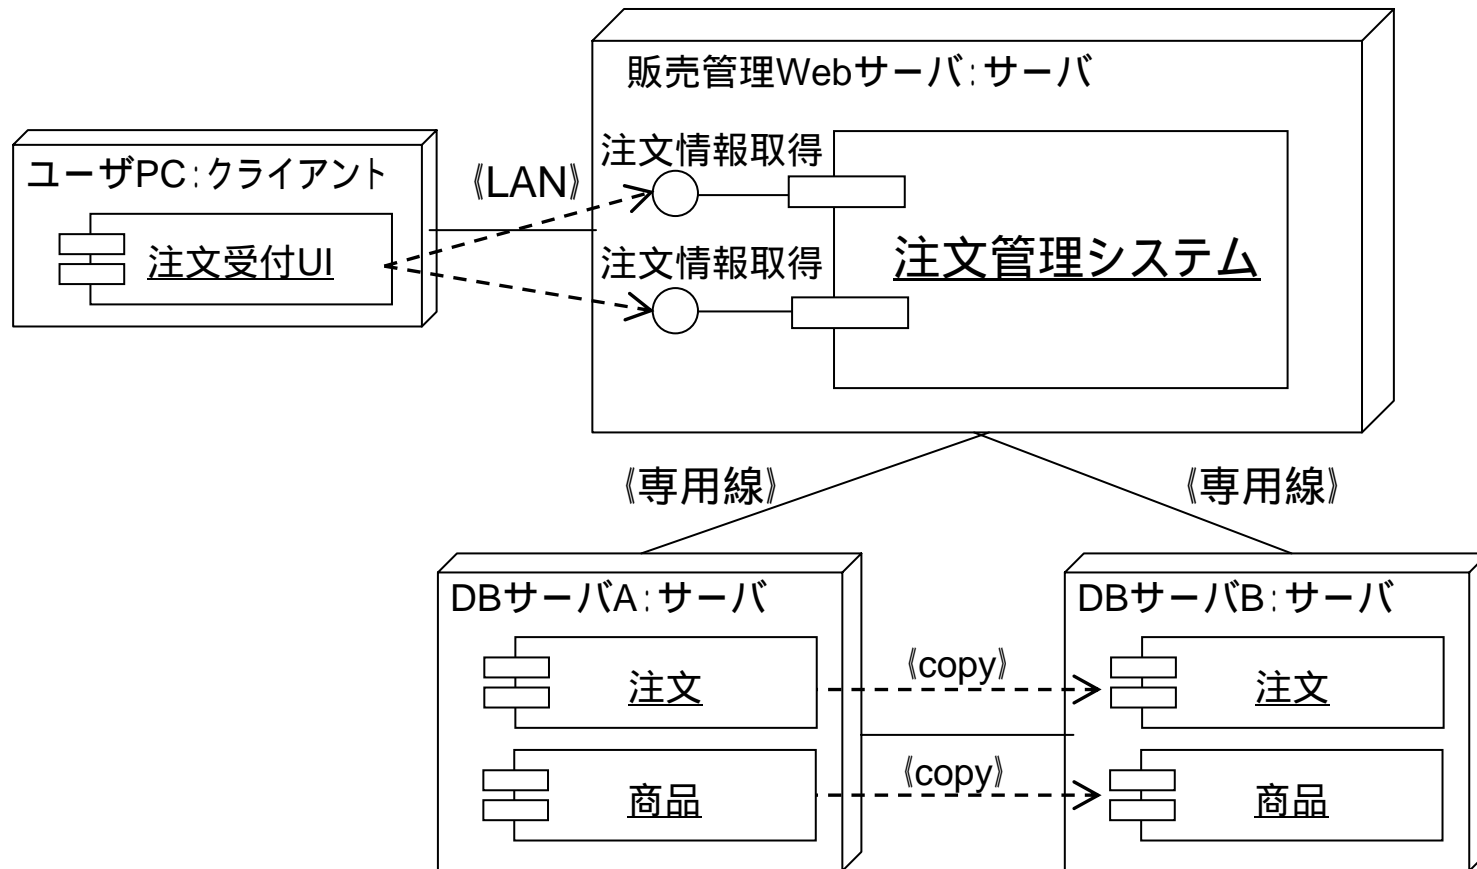 販売管理Webサーバ:サーバ
ユーザPC:クライアント
《LAN》
注文情報取得
注文受付UI
注文情報取得
注文管理システム
《専用線》
《専用線》
DBサーバA:サーバ
DBサーバB:サーバ
注文
《copy》
注文
商品
《copy》
商品